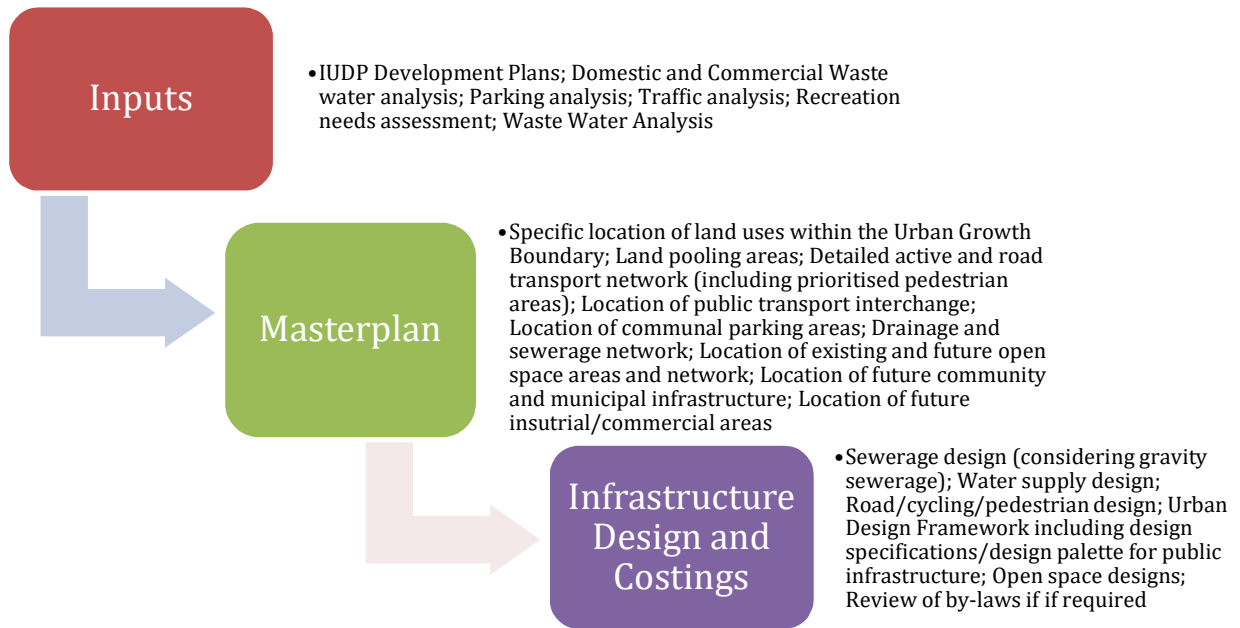 Inputs
•IUDP Development Plans; Domestic and Commercial Waste
water analysis; Parking analysis; Traffic analysis; Recreation
needs assessment; Waste Water Analysis
Masterplan
•Specific location of land uses within the Urban Growth
Boundary; Land pooling areas; Detailed active and road
transport network (including prioritised pedestrian
areas); Location of public transport interchange;
Location of communal parking areas; Drainage and
sewerage network; Location of existing and future open
space areas and network; Location of future community
and municipal infrastructure; Location of future
insutrial/commercial areas
Infrastructure
Design and
Costings
•Sewerage design (considering gravity
sewerage); Water supply design;
Road/cycling/pedestrian design; Urban
Design Framework including design
specifications/design palette for public
infrastructure; Open space designs;
Review of by-laws if if required